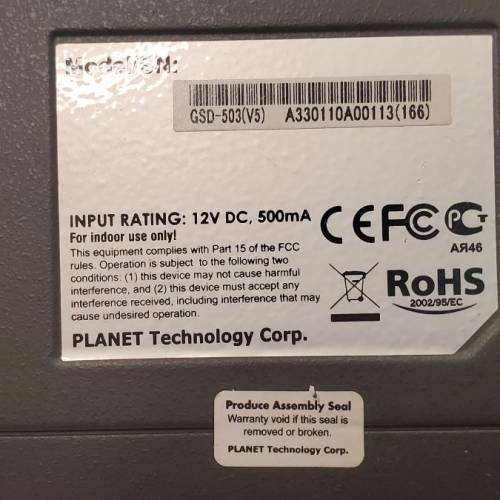 Model/SN:
GSD-503(V5) A330110A00113(166)
INPUT RATING: 12V DC, 500mA
For indoor use only!
This equipment complies with Part 15 of the FCC
rules. Operation is subject to the following two
conditions: (1) this device may not cause harmful
interference, and (2) this device must accept any
interference received, including interference that may
cause undesired operation.
CE FC PCT
АЯ46
RoHS
2002/95/EC
PLANET Technology Corp.
Produce Assembly Seal
Warranty void if this seal is
removed or broken.
PLANET Technology Corp.